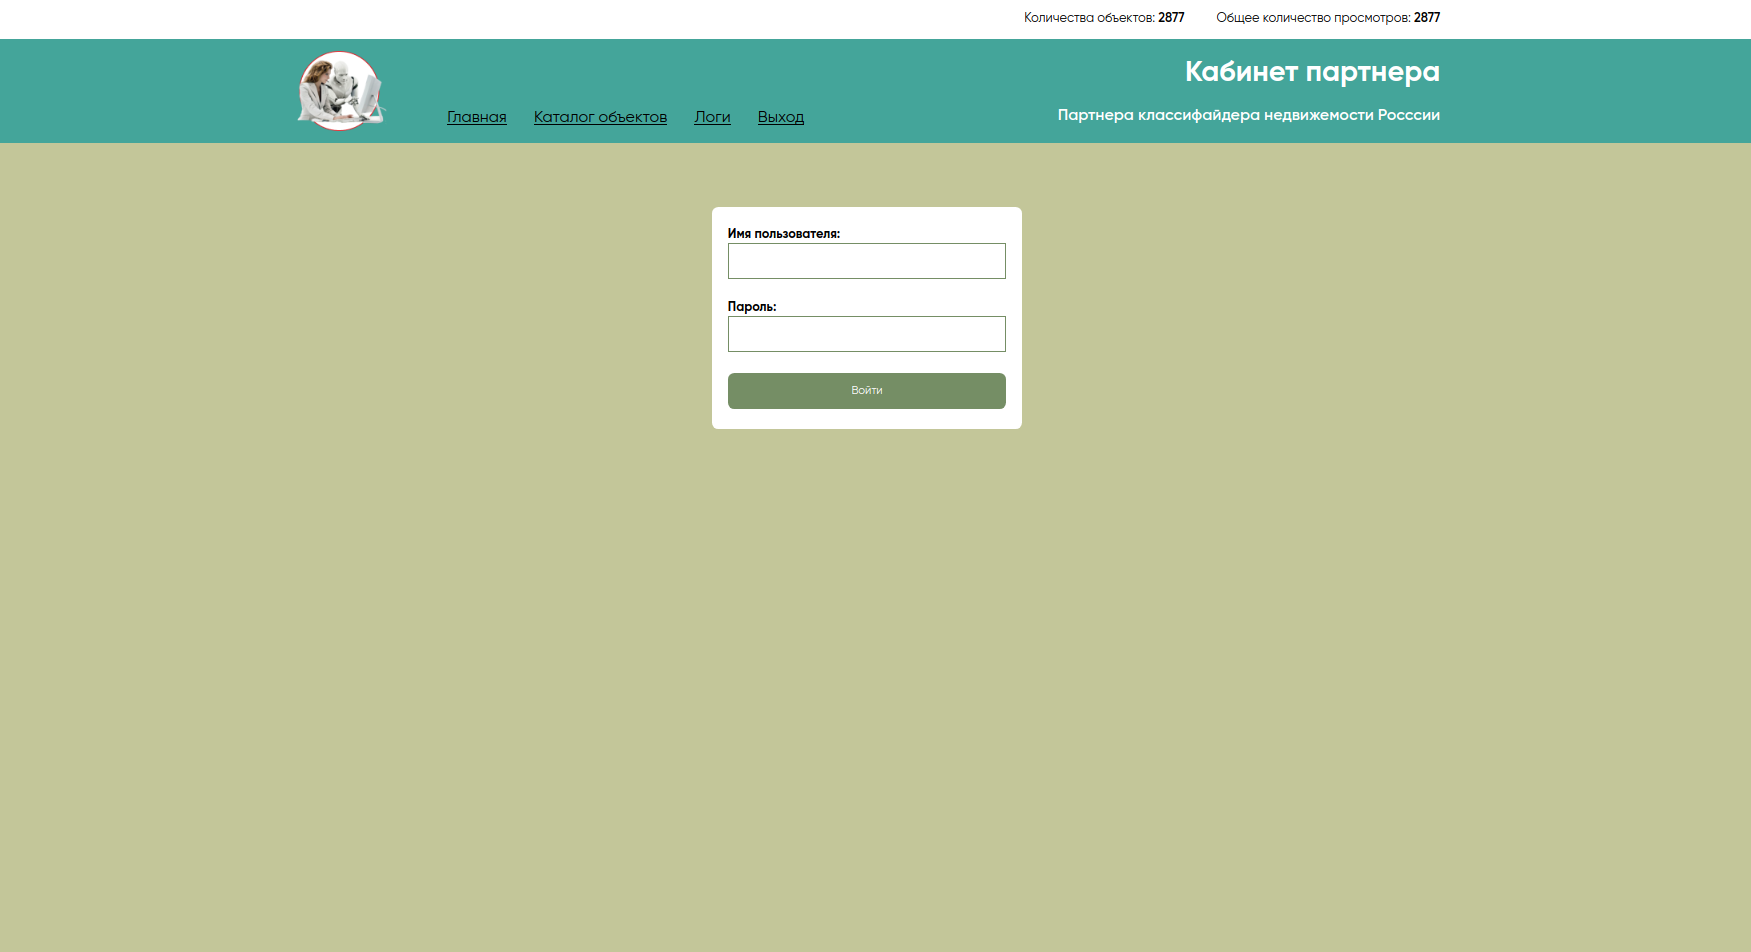 Количества объектов: 2877 Общее количество просмотров: 2877
Кабинет партнера
Главная Каталог объектов Логи Выход
Партнера классифайдера недвижемости Росссии
Имя пользователя:
Пароль:
Войти